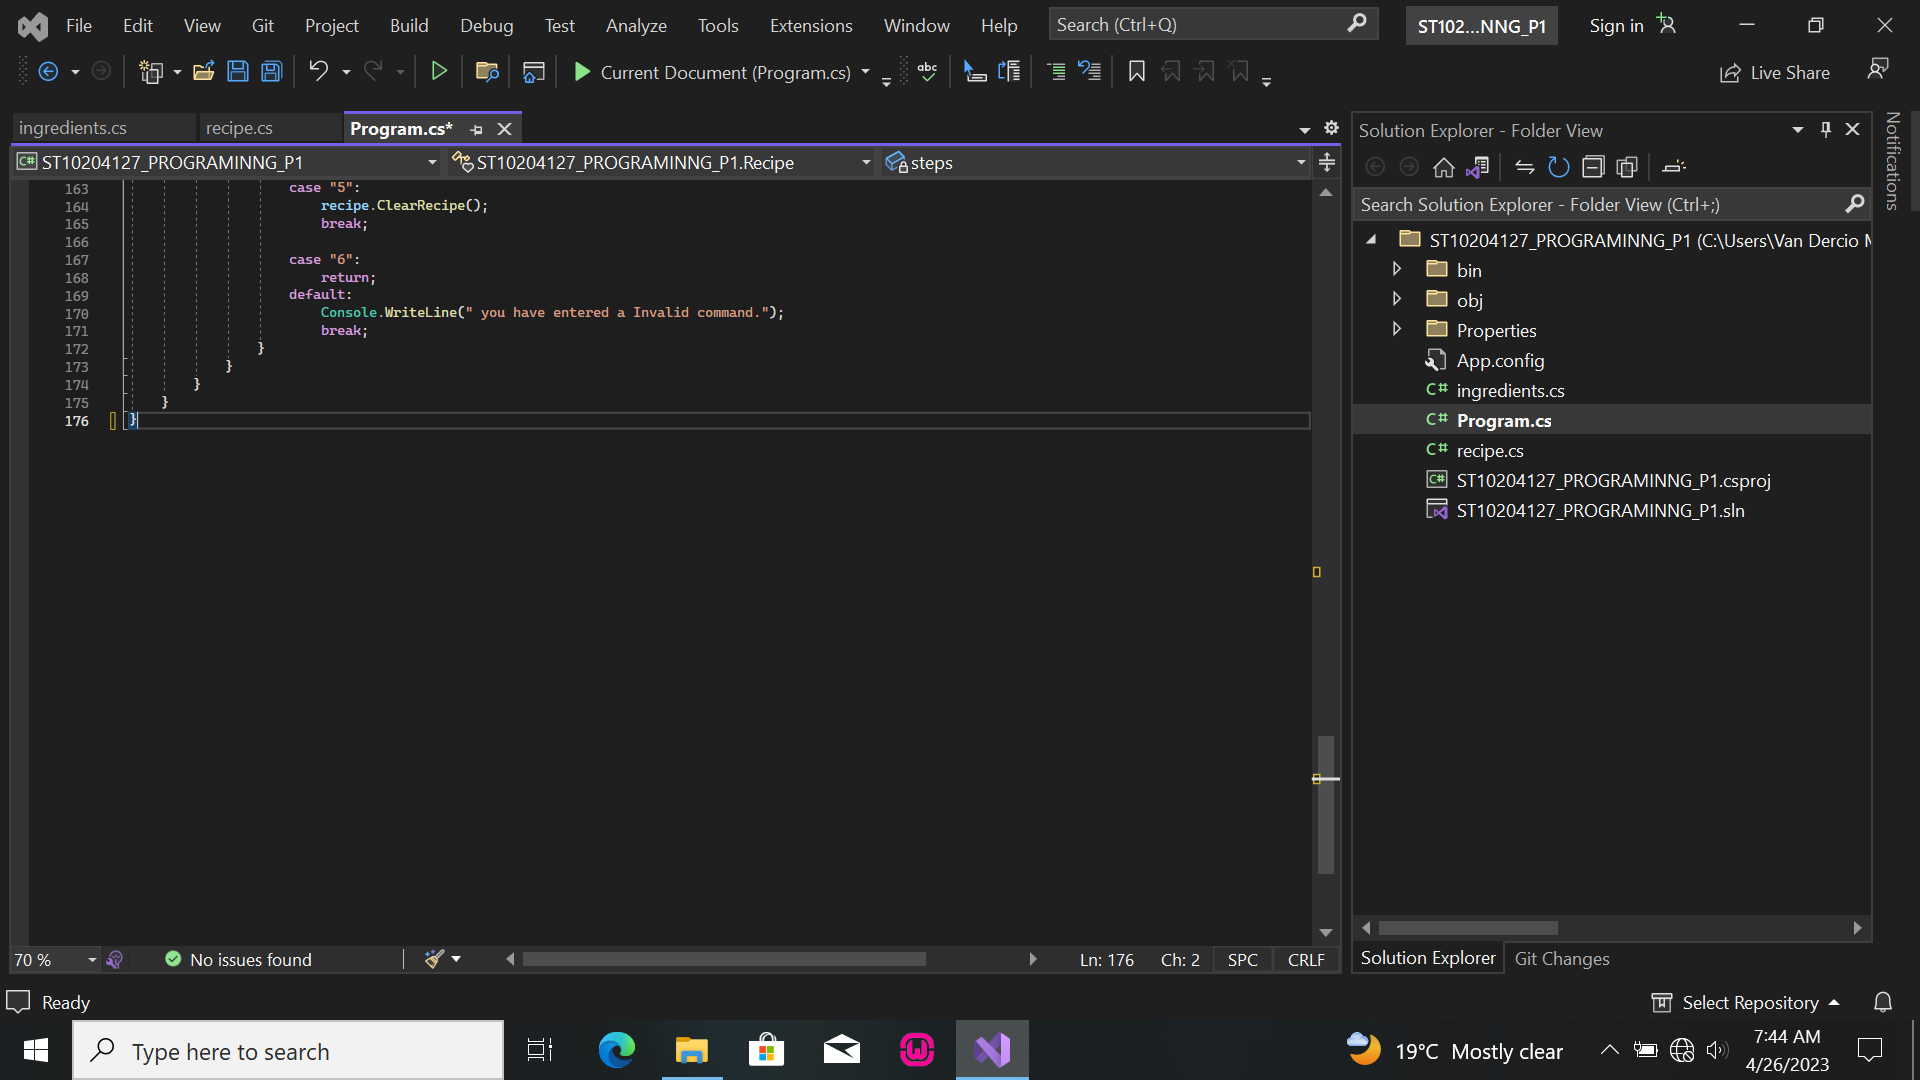 File Edit View Git Project Build Debug Test Analyze Tools Extensions Window Help Search (Ctrl+Q) ST102...NNG_P1 Sign in
Current Document (Program.cs) abc Live Share
ingredients.cs recipe.cs Program.cs*
ST10204127_PROGRAMINNG_P1 ST10204127_PROGRAMINNG_P1.Recipe steps
163 case "5":
164 recipe.ClearRecipe();
165 break;
166
167 case "6":
168 return;
169 default:
170 Console.WriteLine(" you have entered a Invalid command.");
171 break;
172 }
173 }
174 }
175 }
176 }
70 % No issues found Ln: 176 Ch: 2 SPC CRLF
Solution Explorer - Folder View
Search Solution Explorer - Folder View (Ctrl+;)
ST10204127_PROGRAMINNG_P1 (C:\Users\Van Dercio M
bin
obj
Properties
App.config
C# ingredients.cs
C# Program.cs
C# recipe.cs
C# ST10204127_PROGRAMINNG_P1.csproj
ST10204127_PROGRAMINNG_P1.sln
Solution Explorer Git Changes
Notifications
Ready Select Repository
Type here to search 19°C Mostly clear 7:44 AM
4/26/2023